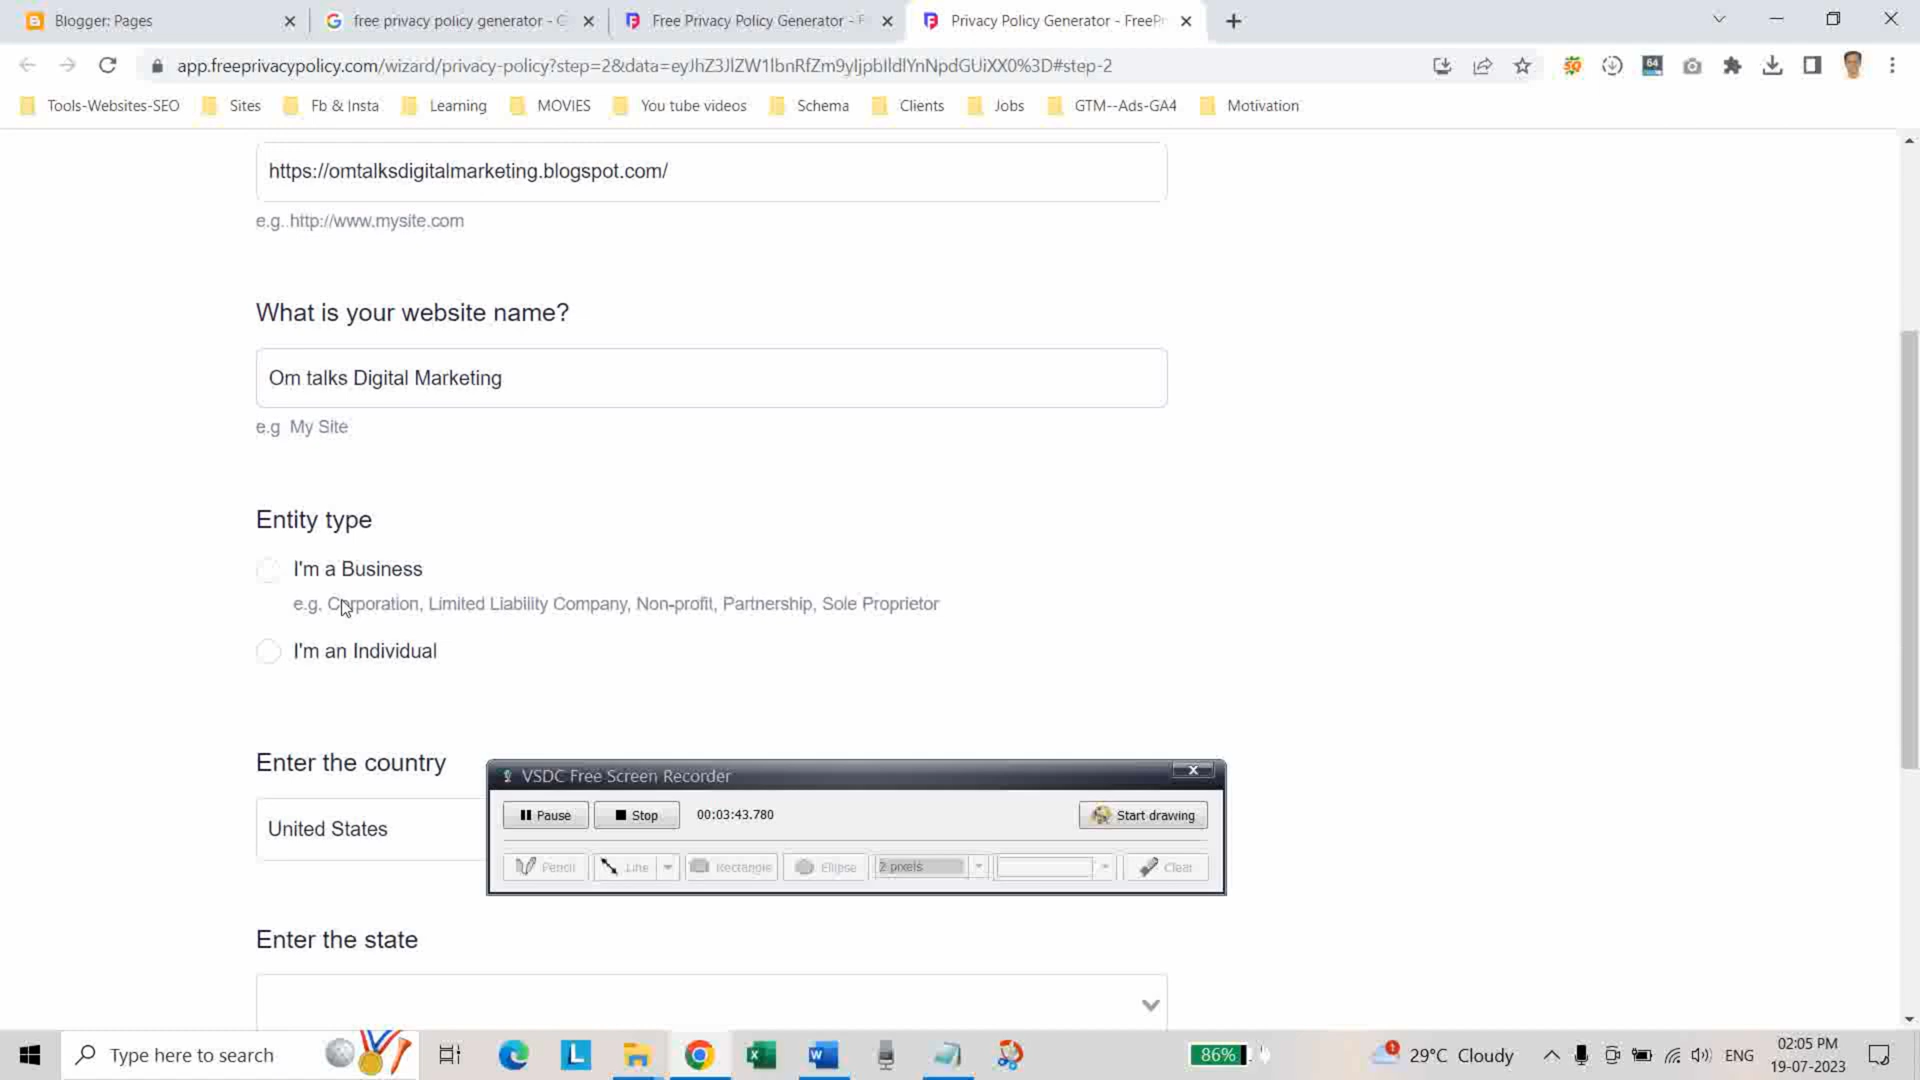 Blogger: Pages
free privacy policy generator - G
Free Privacy Policy Generator - F
Privacy Policy Generator - FreePr
app.freeprivacypolicy.com/wizard/privacy-policy?step=2&data=eyJhZ3JlZW1lbnRfZm9yIjpbIldlYnNpdGUiXX0%3D#step-2
Tools-Websites-SEO
Sites
Fb & Insta
Learning
MOVIES
You tube videos
Schema
Clients
Jobs
GTM--Ads-GA4
Motivation
https://omtalksdigitalmarketing.blogspot.com/
e.g. http://www.mysite.com
What is your website name?
Om talks Digital Marketing
e.g My Site
Entity type
I'm a Business
e.g. Corporation, Limited Liability Company, Non-profit, Partnership, Sole Proprietor
I'm an Individual
Enter the country
United States
VSDC Free Screen Recorder
Pause
Stop
00:03:43.780
Start drawing
Pencil
Line
Rectangle
Ellipse
2 pixels
Clear
Enter the state
Type here to search
86%
29°C Cloudy
ENG
02:05 PM
19-07-2023